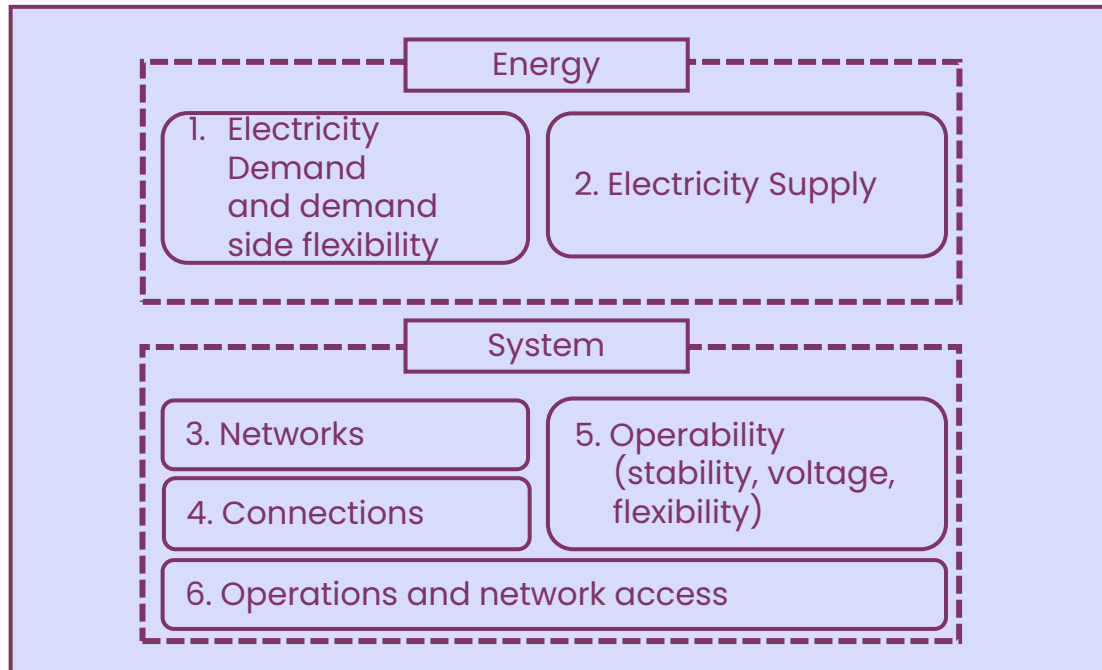 Energy
1. Electricity
Demand
and demand
side flexibility
2. Electricity Supply
System
3. Networks
4. Connections
5. Operability
(stability, voltage,
flexibility)
6. Operations and network access